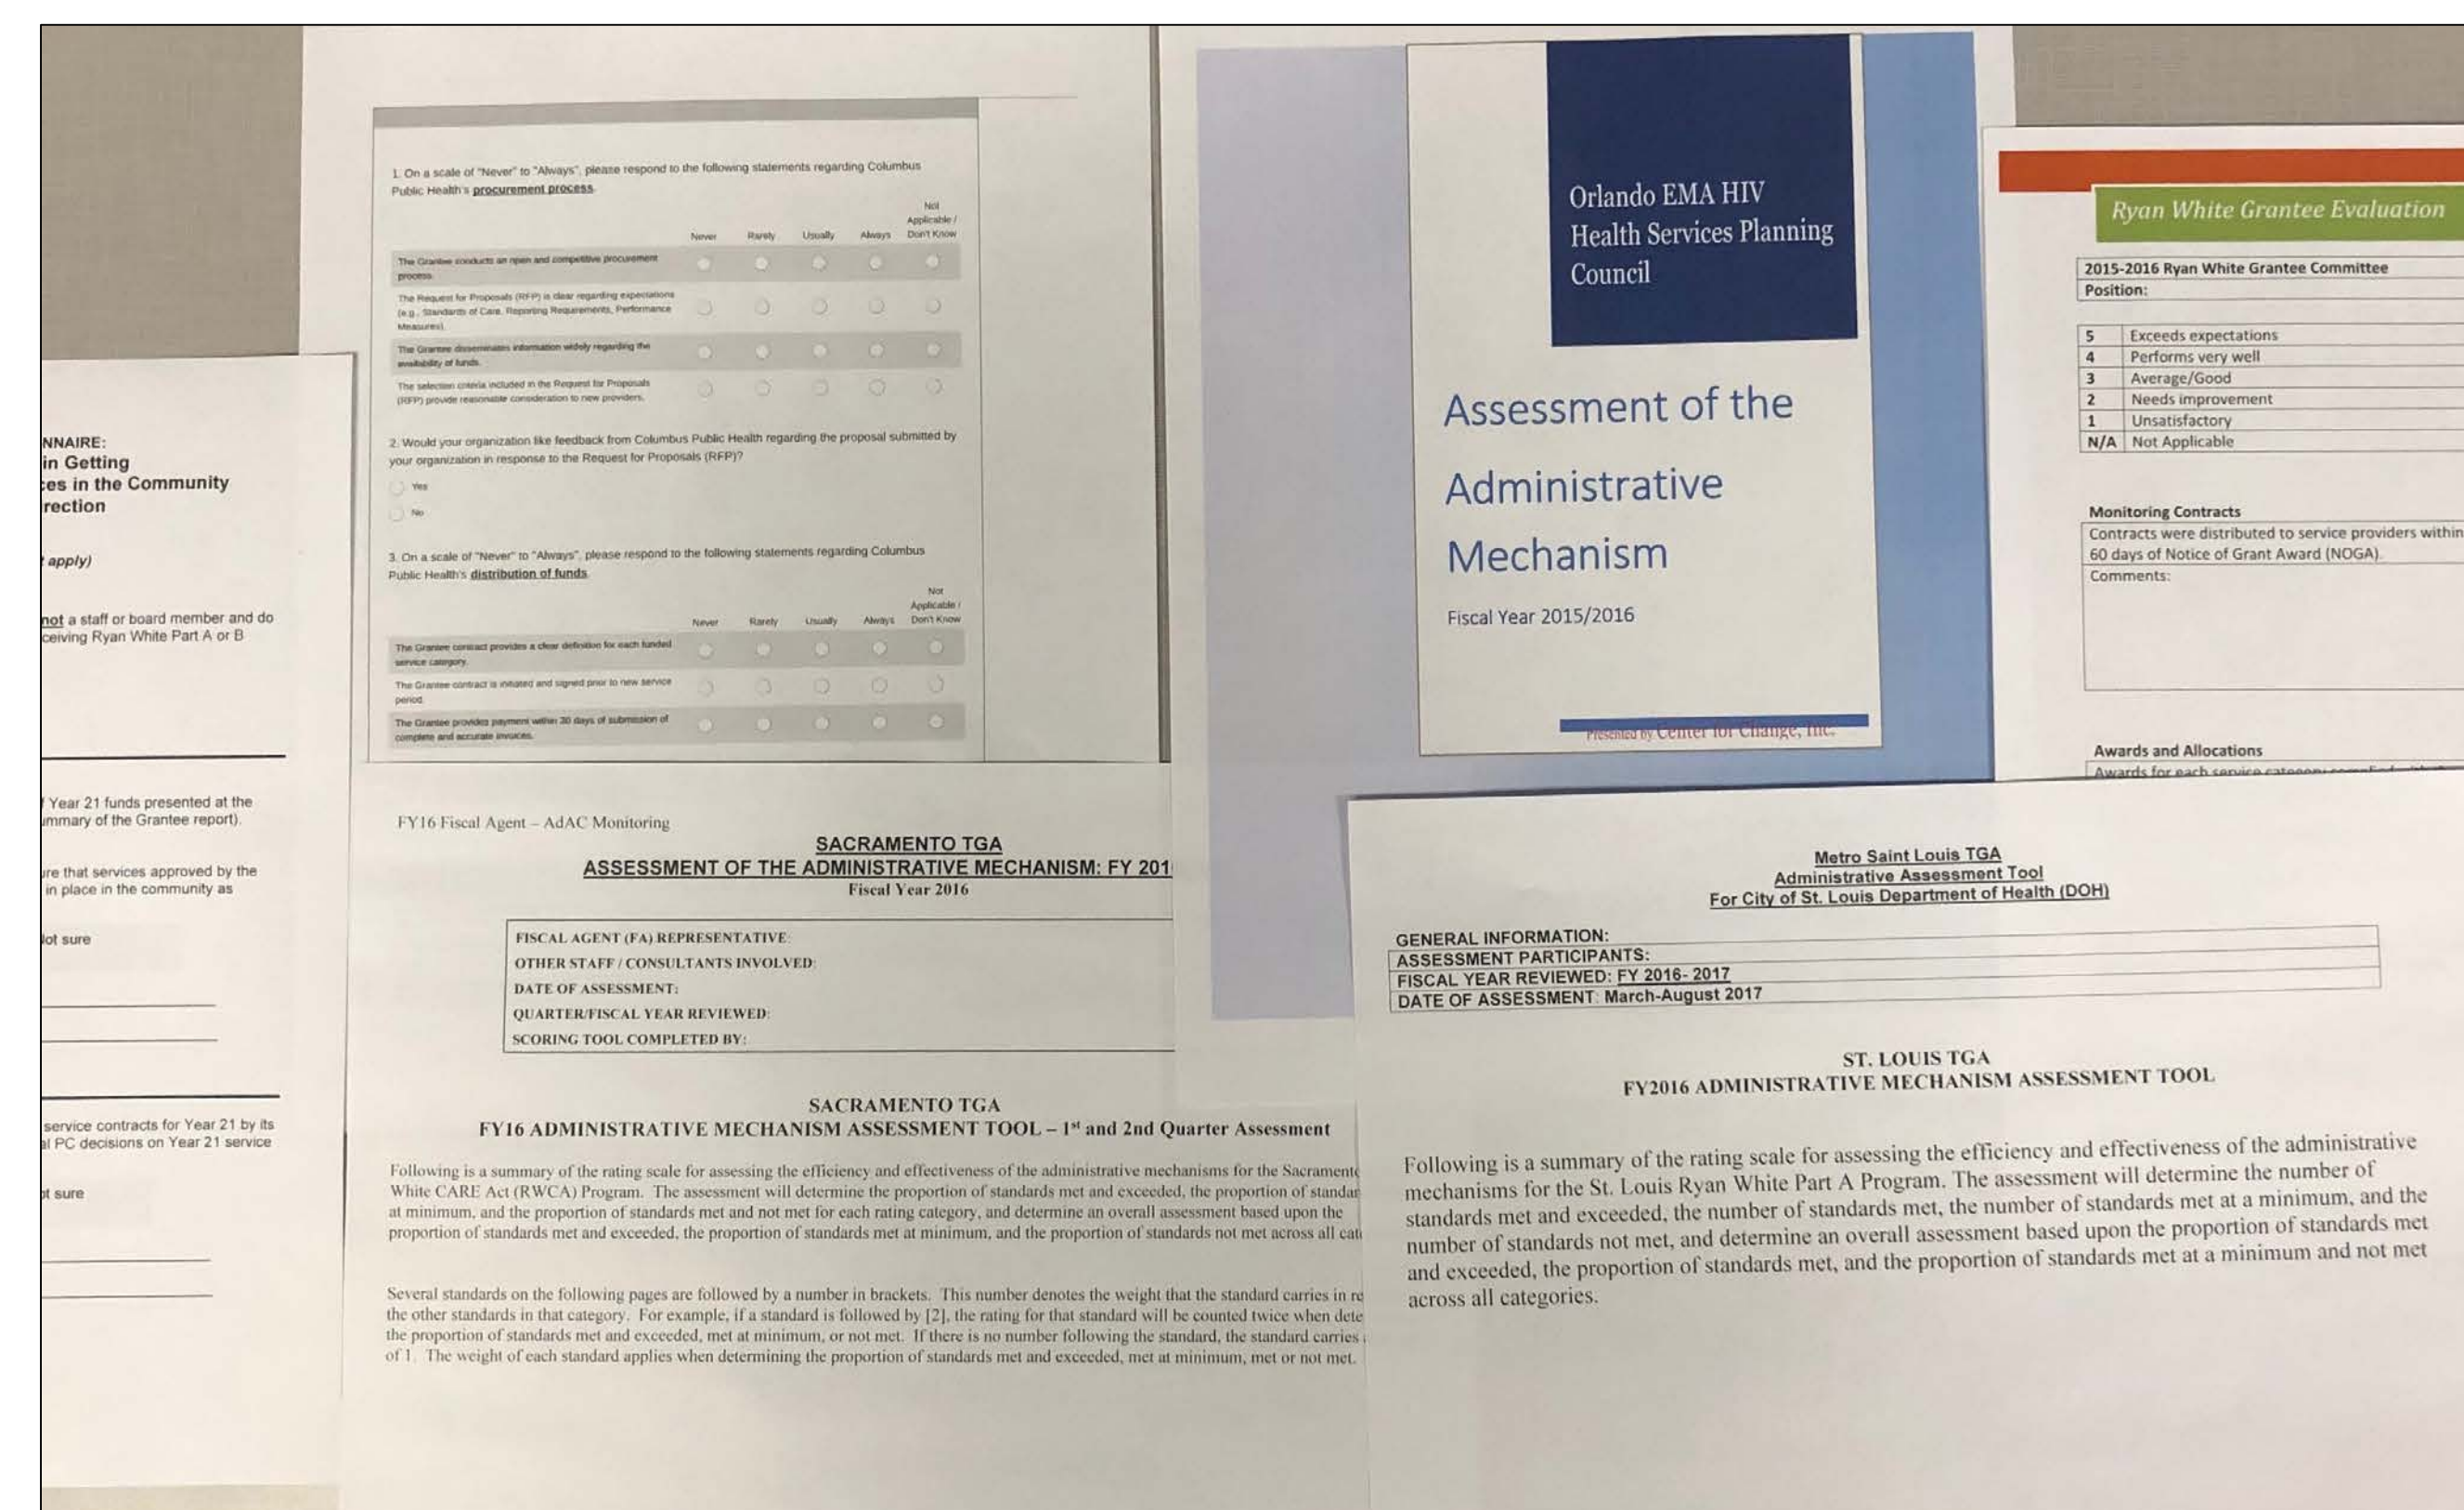 NNAIRE:
in Getting
es in the Community
rection
apply)
not a staff or board member and do
ceiving Ryan White Part A or B
Year 21 funds presented at the
mmary of the Grantee report).
ure that services approved by the
in place in the community as
lot sure
service contracts for Year 21 by its
al PC decisions on Year 21 service
ot sure
1. On a scale of "Never" to "Always", please respond to the following statements regarding Columbus
Public Health's procurement process.
Not
Applicable /
Never Rarely Usually Always Don't Know
The Grantee conducts an open and competitive procurement
process.
The Request for Proposals (RFP) is clear regarding expectations
(e.g., Standards of Care, Reporting Requirements, Performance
Measures).
The Grantee disseminates information widely regarding the
availability of funds.
The selection criteria included in the Request for Proposals
(RFP) provide reasonable consideration to new providers.
2. Would your organization like feedback from Columbus Public Health regarding the proposal submitted by
your organization in response to the Request for Proposals (RFP)?
Yes
No
3. On a scale of "Never" to "Always", please respond to the following statements regarding Columbus
Public Health's distribution of funds.
Not
Applicable /
Never Rarely Usually Always Don't Know
The Grantee contract provides a clear definition for each funded
service category.
The Grantee contract is initiated and signed prior to new service
period.
The Grantee provides payment within 30 days of submission of
complete and accurate invoices.
Orlando EMA HIV
Health Services Planning
Council
Assessment of the
Administrative
Mechanism
Fiscal Year 2015/2016
Presented by Center for Change, Inc.
Ryan White Grantee Evaluation
2015-2016 Ryan White Grantee Committee
Position:
5 Exceeds expectations
4 Performs very well
3 Average/Good
2 Needs improvement
1 Unsatisfactory
N/A Not Applicable
Monitoring Contracts
Contracts were distributed to service providers within
60 days of Notice of Grant Award (NOGA).
Comments:
Awards and Allocations
Awards for each service category
FY16 Fiscal Agent – AdAC Monitoring
SACRAMENTO TGA
ASSESSMENT OF THE ADMINISTRATIVE MECHANISM: FY 201
Fiscal Year 2016
FISCAL AGENT (FA) REPRESENTATIVE:
OTHER STAFF / CONSULTANTS INVOLVED:
DATE OF ASSESSMENT:
QUARTER/FISCAL YEAR REVIEWED:
SCORING TOOL COMPLETED BY:
SACRAMENTO TGA
FY16 ADMINISTRATIVE MECHANISM ASSESSMENT TOOL – 1st and 2nd Quarter Assessment
Following is a summary of the rating scale for assessing the efficiency and effectiveness of the administrative mechanisms for the Sacrament
White CARE Act (RWCA) Program. The assessment will determine the proportion of standards met and exceeded, the proportion of standar
at minimum, and the proportion of standards met and not met for each rating category, and determine an overall assessment based upon the
proportion of standards met and exceeded, the proportion of standards met at minimum, and the proportion of standards not met across all cat
Several standards on the following pages are followed by a number in brackets. This number denotes the weight that the standard carries in re
the other standards in that category. For example, if a standard is followed by [2], the rating for that standard will be counted twice when dete
the proportion of standards met and exceeded, met at minimum, or not met. If there is no number following the standard, the standard carries
of 1. The weight of each standard applies when determining the proportion of standards met and exceeded, met at minimum, met or not met.
Metro Saint Louis TGA
Administrative Assessment Tool
For City of St. Louis Department of Health (DOH)
GENERAL INFORMATION:
ASSESSMENT PARTICIPANTS:
FISCAL YEAR REVIEWED: FY 2016- 2017
DATE OF ASSESSMENT: March-August 2017
ST. LOUIS TGA
FY2016 ADMINISTRATIVE MECHANISM ASSESSMENT TOOL
Following is a summary of the rating scale for assessing the efficiency and effectiveness of the administrative
mechanisms for the St. Louis Ryan White Part A Program. The assessment will determine the number of
standards met and exceeded, the number of standards met, the number of standards met at a minimum, and the
number of standards not met, and determine an overall assessment based upon the proportion of standards met
and exceeded, the proportion of standards met, and the proportion of standards met at a minimum and not met
across all categories.